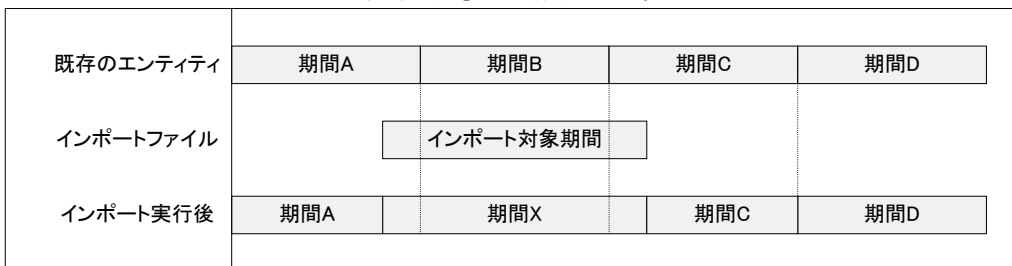 既存のエンティティ 期間A 期間B 期間C 期間D
インポートファイル インポート対象期間
インポート実行後 期間A 期間X 期間C 期間D